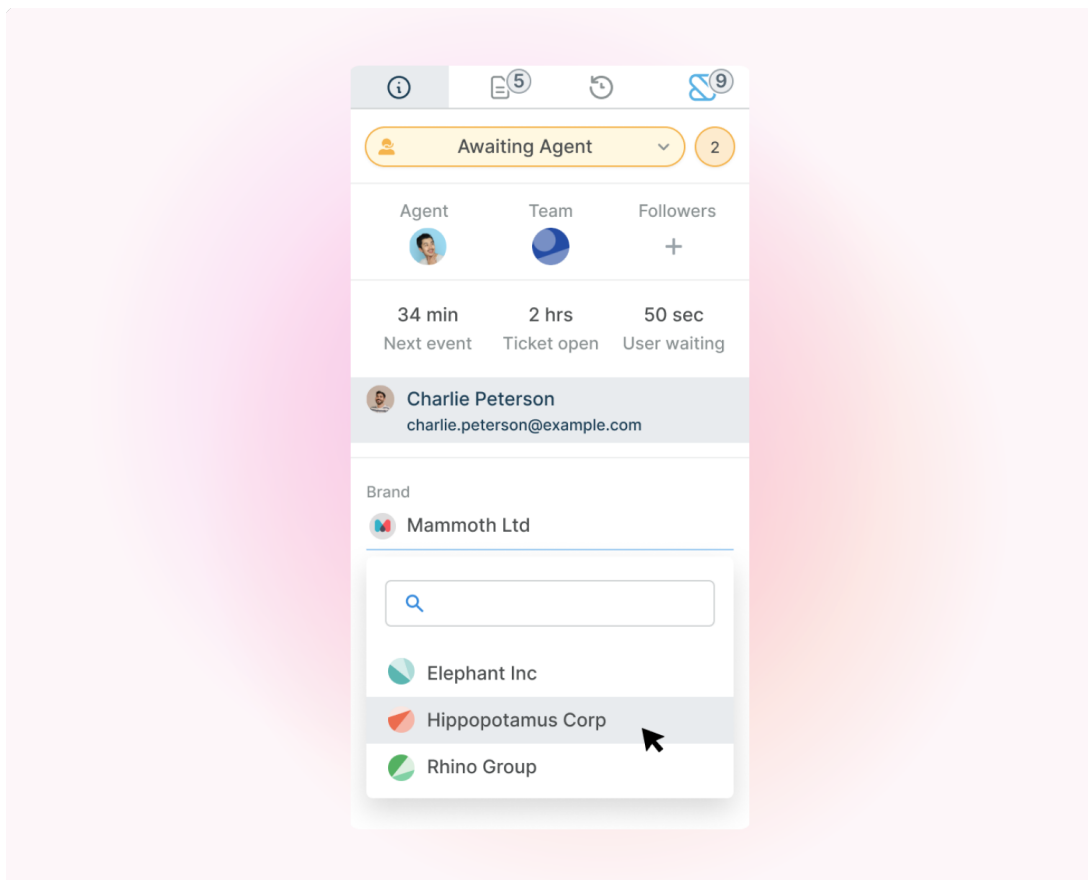 5
9
Awaiting Agent
2
Agent Team Followers
34 min 2 hrs 50 sec
Next event Ticket open User waiting
Charlie Peterson
charlie.peterson@example.com
Brand
Mammoth Ltd
Elephant Inc
Hippopotamus Corp
Rhino Group